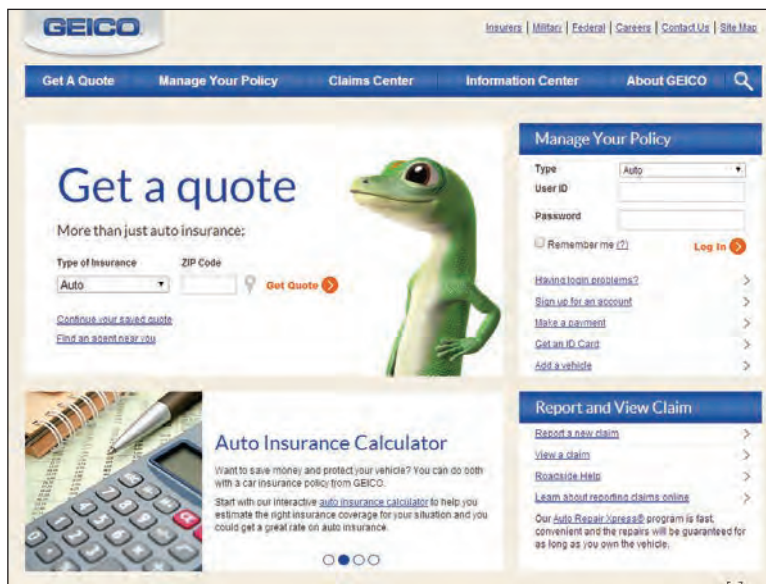 GEICO
Insurers | Military | Federal | Careers | Contact Us | Site Map
Get A Quote Manage Your Policy Claims Center Information Center About GEICO
Get a quote
More than just auto insurance:
Type of Insurance ZIP Code
Auto Get Quote
Continue your saved quote
Find an agent near you
Manage Your Policy
Type Auto
User ID
Password
Remember me (?) Log In
Having login problems?
Sign up for an account
Make a payment
Get an ID Card
Add a vehicle
Auto Insurance Calculator
Want to save money and protect your vehicle? You can do both
with a car insurance policy from GEICO.
Start with our interactive auto insurance calculator to help you
estimate the right insurance coverage for your situation and you
could get a great rate on auto insurance.
Report and View Claim
Report a new claim
View a claim
Roadside Help
Learn about reporting claims online
Our Auto Repair Xpress® program is fast,
convenient and the repairs will be guaranteed for
as long as you own the vehicle.